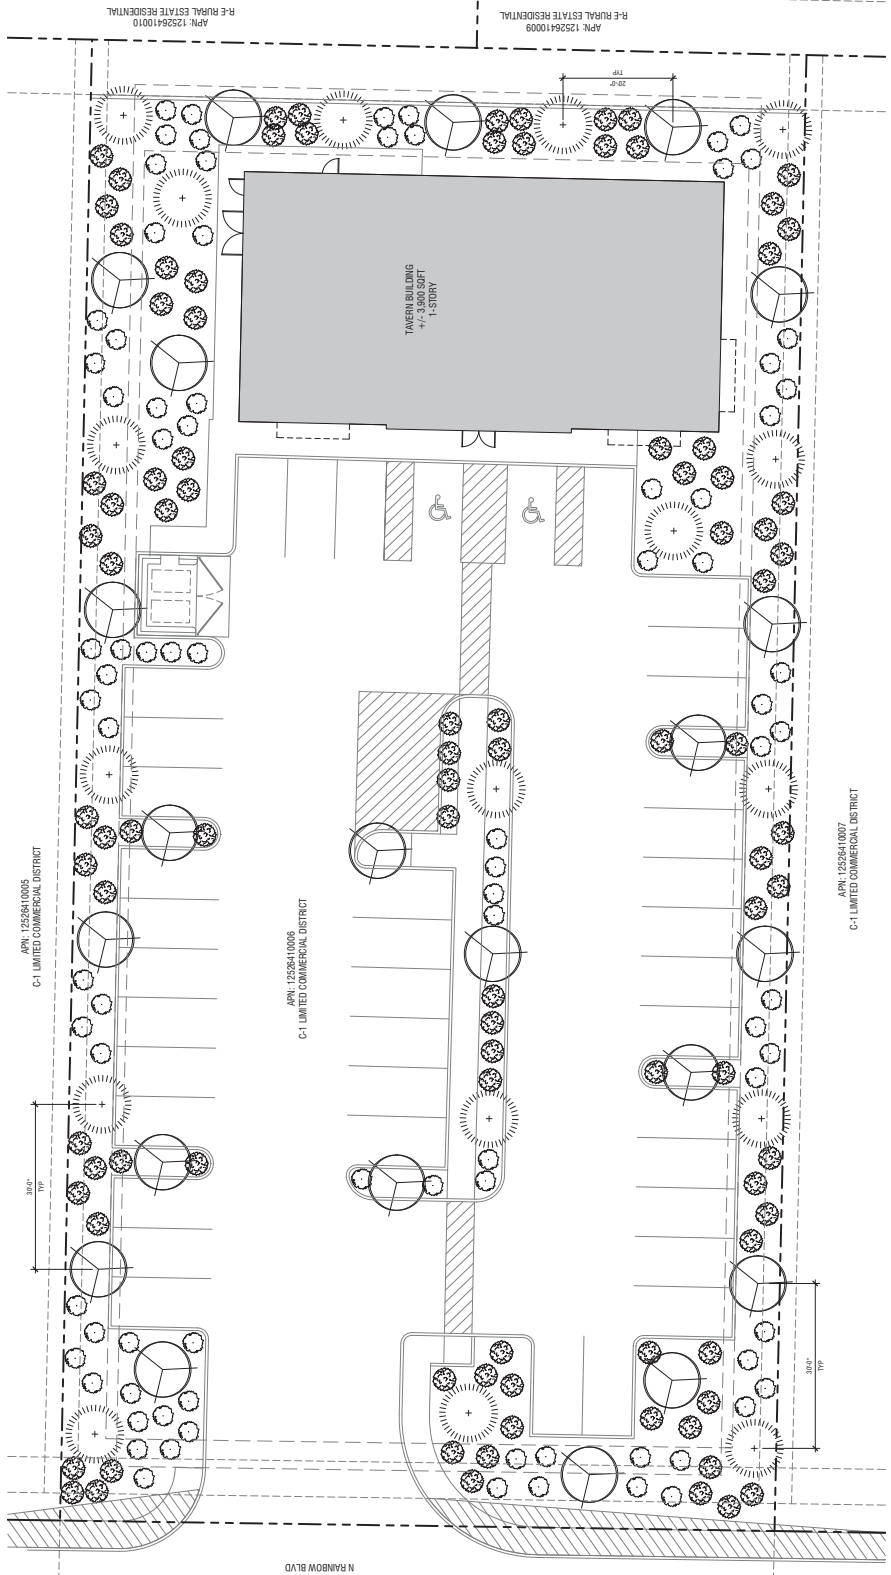 APN: 12526410010
R-E RURAL ESTATE RESIDENTIAL
APN: 12526410009
R-E RURAL ESTATE RESIDENTIAL
20'-0"
TYP
TAVERN BUILDING
+/- 3,900 SQFT
1-STORY
APN: 12526410005
C-1 LIMITED COMMERCIAL DISTRICT
APN: 12526410006
C-1 LIMITED COMMERCIAL DISTRICT
APN: 12526410007
C-1 LIMITED COMMERCIAL DISTRICT
30'-0"
TYP
30'-0"
TYP
N RAINBOW BLVD